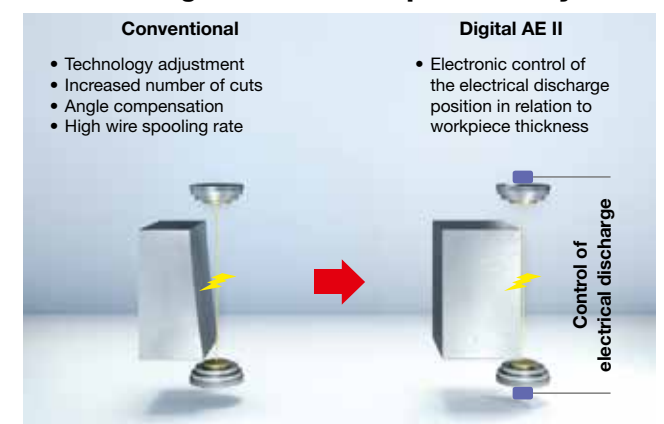 Conventional
• Technology adjustment
• Increased number of cuts
• Angle compensation
• High wire spooling rate
Digital AE II
• Electronic control of
the electrical discharge
position in relation to
workpiece thickness
Control of
electrical discharge